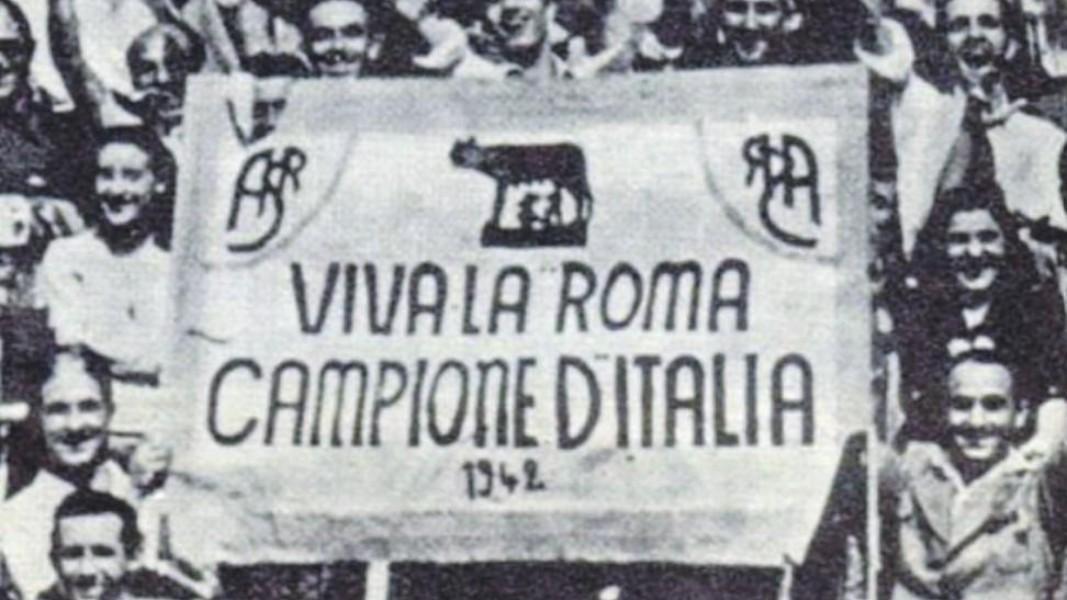 ASR ASR
VIVA LA "ROMA
CAMPIONE D'ITALIA
1942